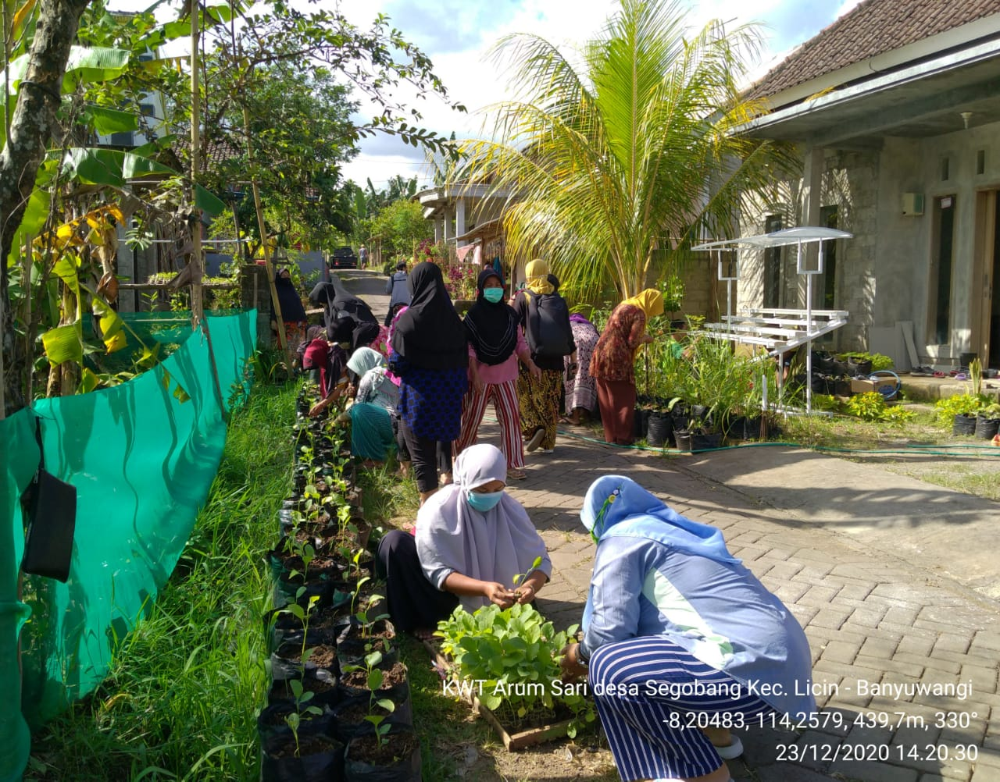 KWT Arum Sari desa Segobang Kec. Licin - Banyuwangi
-8,20483, 114,2579, 439,7m, 330°
23/12/2020 14.20.30